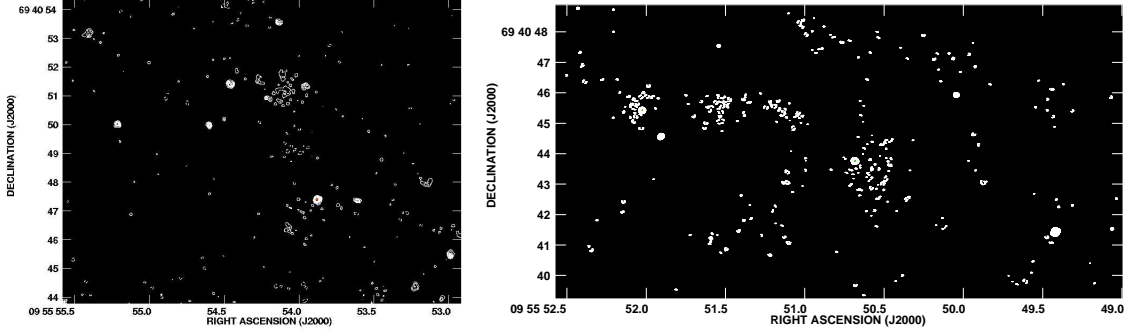 69 40 54
53
52
51
50
49
48
47
46
45
44
DECLINATION (J2000)
09 55 55.5 55.0 54.5 54.0 53.5 53.0
RIGHT ASCENSION (J2000)
69 40 48
47
46
45
44
43
42
41
40
DECLINATION (J2000)
09 55 52.5 52.0 51.5 51.0 50.5 50.0 49.5 49.0
RIGHT ASCENSION (J2000)